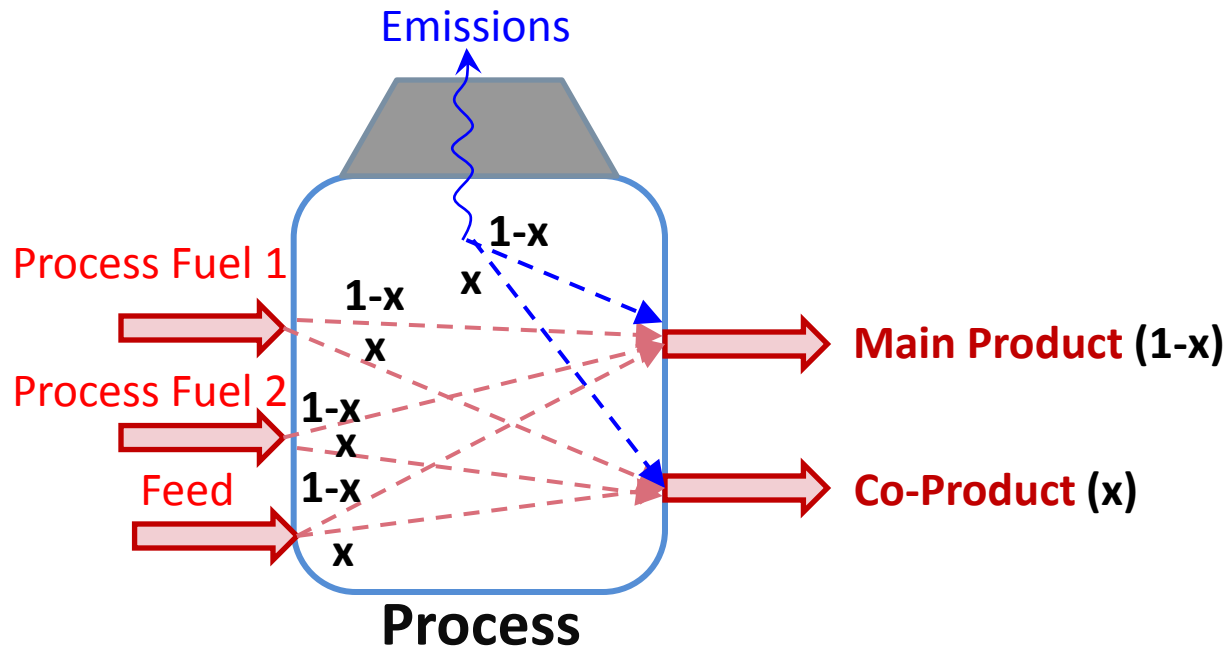 Emissions
1-x
x
Process Fuel 1
1-x
x
Main Product (1-x)
Process Fuel 2
1-x
x
Feed
1-x
x
Co-Product (x)
Process